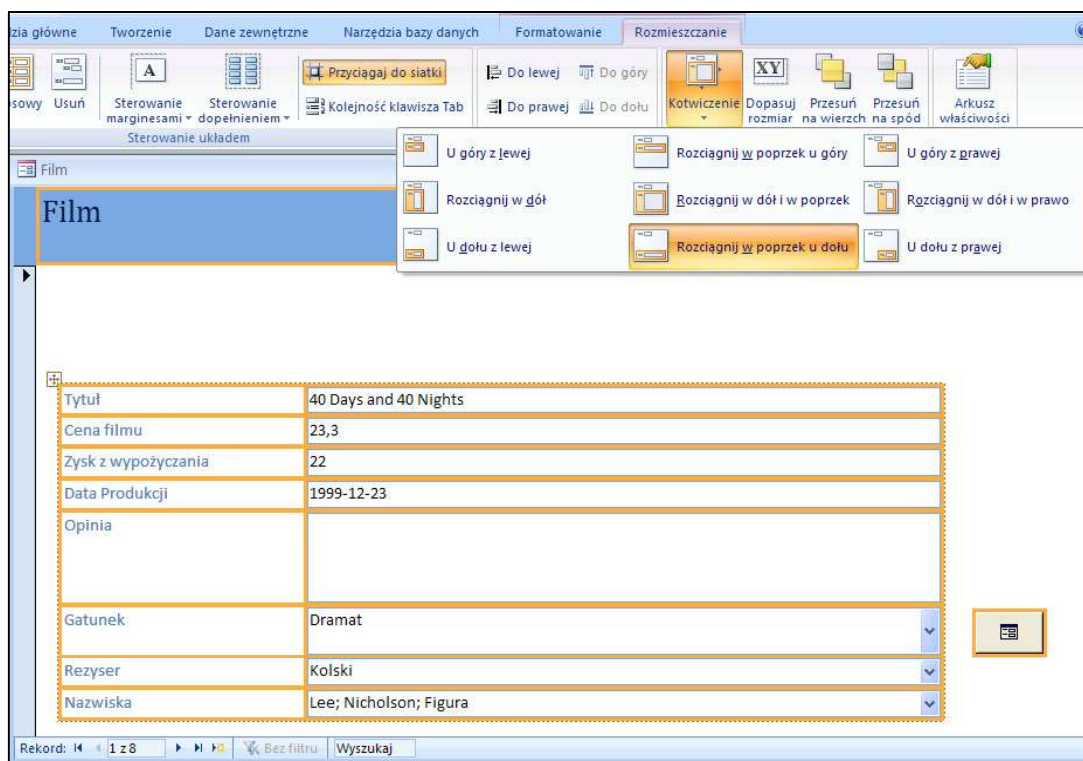 zia główne Tworzenie Dane zewnętrzne Narzędzia bazy danych Formatowanie Rozmieszczanie
Przyciągaj do siatki Do lewej Do góry
osowy Usuń Sterowanie marginesami Sterowanie dopełnieniem Kolejność klawisza Tab Do prawej Do dołu Kotwiczenie Dopasuj rozmiar Przesuń na wierzch Przesuń na spód Arkusz właściwości
Sterowanie układem
U góry z lewej Rozciągnij w poprzek u góry U góry z prawej
Rozciągnij w dół Rozciągnij w dół i w poprzek Rozciągnij w dół i w prawo
U dołu z lewej Rozciągnij w poprzek u dołu U dołu z prawej
Film
Film
Tytuł 40 Days and 40 Nights
Cena filmu 23,3
Zysk z wypożyczania 22
Data Produkcji 1999-12-23
Opinia
Gatunek Dramat
Rezyser Kolski
Nazwiska Lee; Nicholson; Figura
Rekord: 1 z 8 Bez filtru Wyszukaj